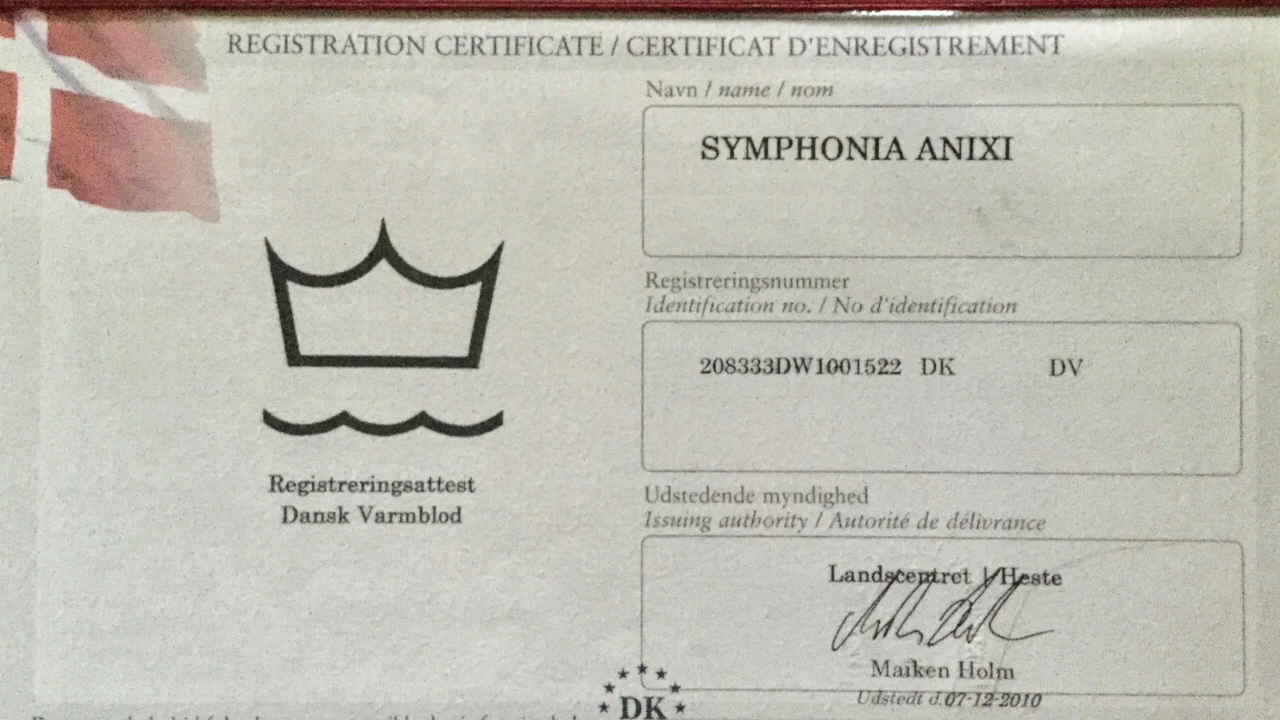 REGISTRATION CERTIFICATE / CERTIFICAT D'ENREGISTREMENT
Navn / name / nom
SYMPHONIA ANIXI
Registreringsnummer
Identification no. / No d'identification
208333DW1001522 DK DV
Registreringsattest
Dansk Varmblod
Udstedende myndighed
Issuing authority / Autorité de délivrance
Landscentret | Heste
Maiken Holm
Udstedt d.07-12-2010
DK